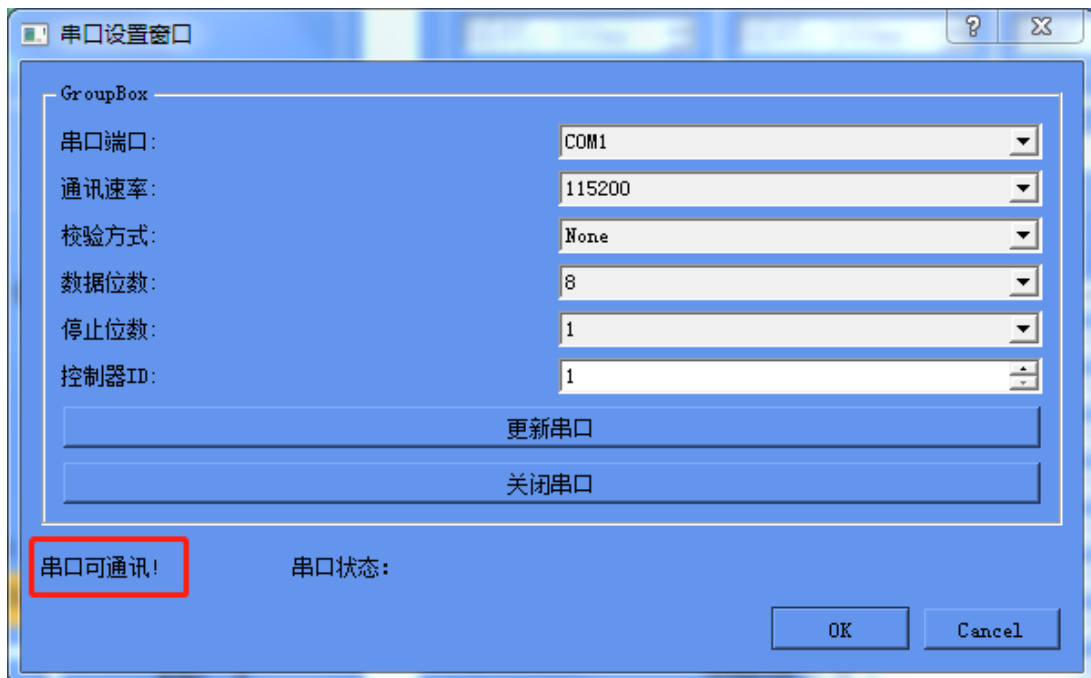 串口设置窗口
GroupBox
串口端口: COM1
通讯速率: 115200
校验方式: None
数据位数: 8
停止位数: 1
控制器ID: 1
更新串口
关闭串口
串口可通讯! 串口状态:
OK Cancel